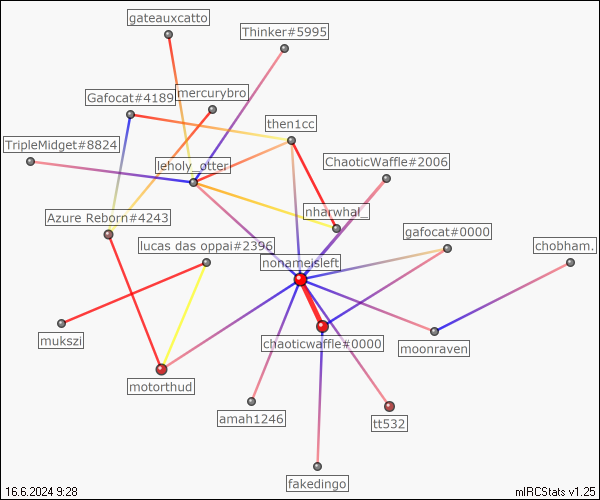 gateauxcatto
Thinker#5995
Gafocat#4189
mercurybro
then1cc
TripleMidget#8824
leholy_otter
ChaoticWaffle#2006
Azure Reborn#4243
nharwhal_
gafocat#0000
lucas das oppai#2396
chobham.
nonameisleft
mukszi
chaoticwaffle#0000
moonraven
motorthud
amah1246
tt532
fakedingo
16.6.2024 9:28
mIRCStats v1.25